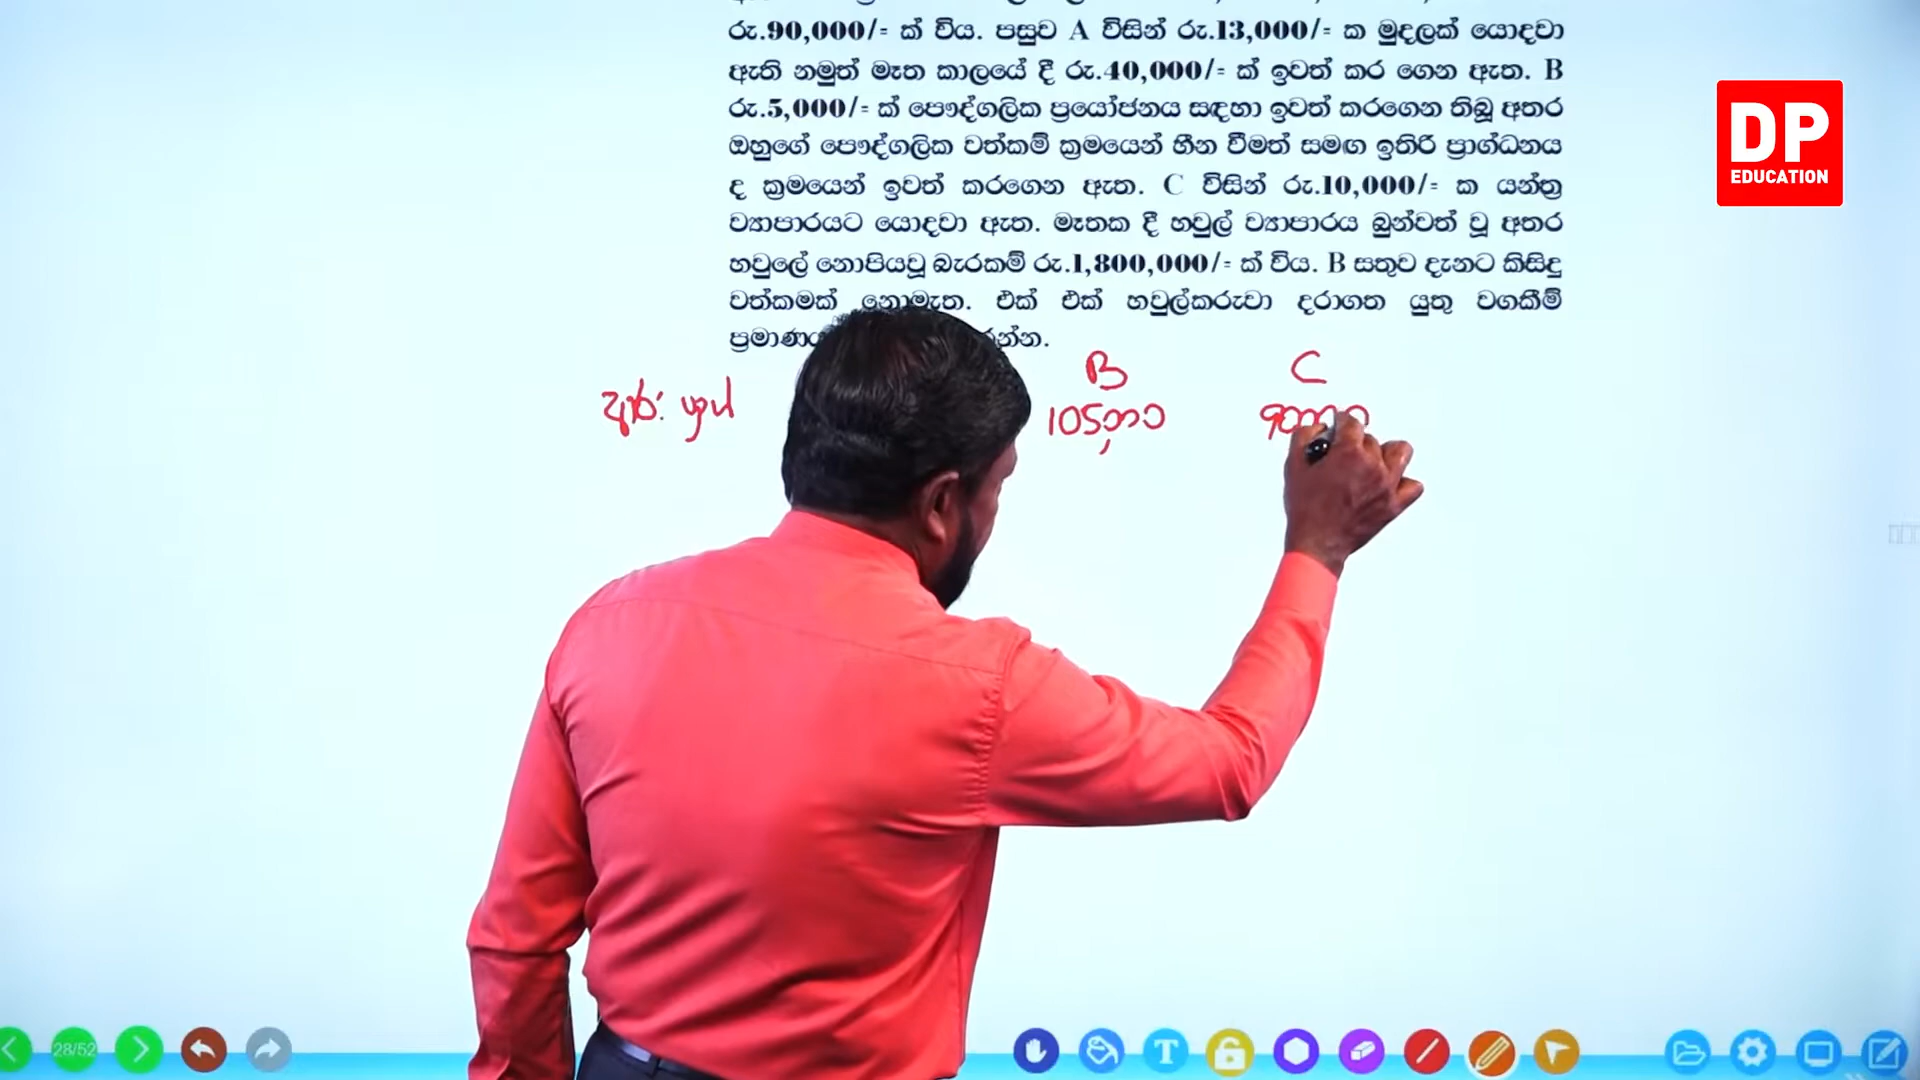 රු.90,000/= ක් විය. පසුව A විසින් රු.13,000/= ක මුදලක් යොදවා
ඇති නමුත් මෑත කාලයේ දී රු.40,000/= ක් ඉවත් කර ගෙන ඇත. B
රු.5,000/= ක් පෞද්ගලික ප්‍රයෝජනය සඳහා ඉවත් කරගෙන තිබූ අතර
ඔහුගේ පෞද්ගලික වත්කම් ක්‍රමයෙන් හීන වීමත් සමඟ ඉතිරි ප්‍රාග්ධනය
ද ක්‍රමයෙන් ඉවත් කරගෙන ඇත. C විසින් රු.10,000/= ක යන්ත්‍ර
ව්‍යාපාරයට යොදවා ඇත. මෑතක දී හවුල් ව්‍යාපාරය බුන්වත් වූ අතර
හවුලේ නොපියවූ බැරකම් රු.1,800,000/= ක් විය. B සතුව දැනට කිසිදු
වත්කමක් නොමැත. එක් එක් හවුල්කරුවා දරාගත යුතු වගකීම්
B C
105,000
DP
EDUCATION
28/52